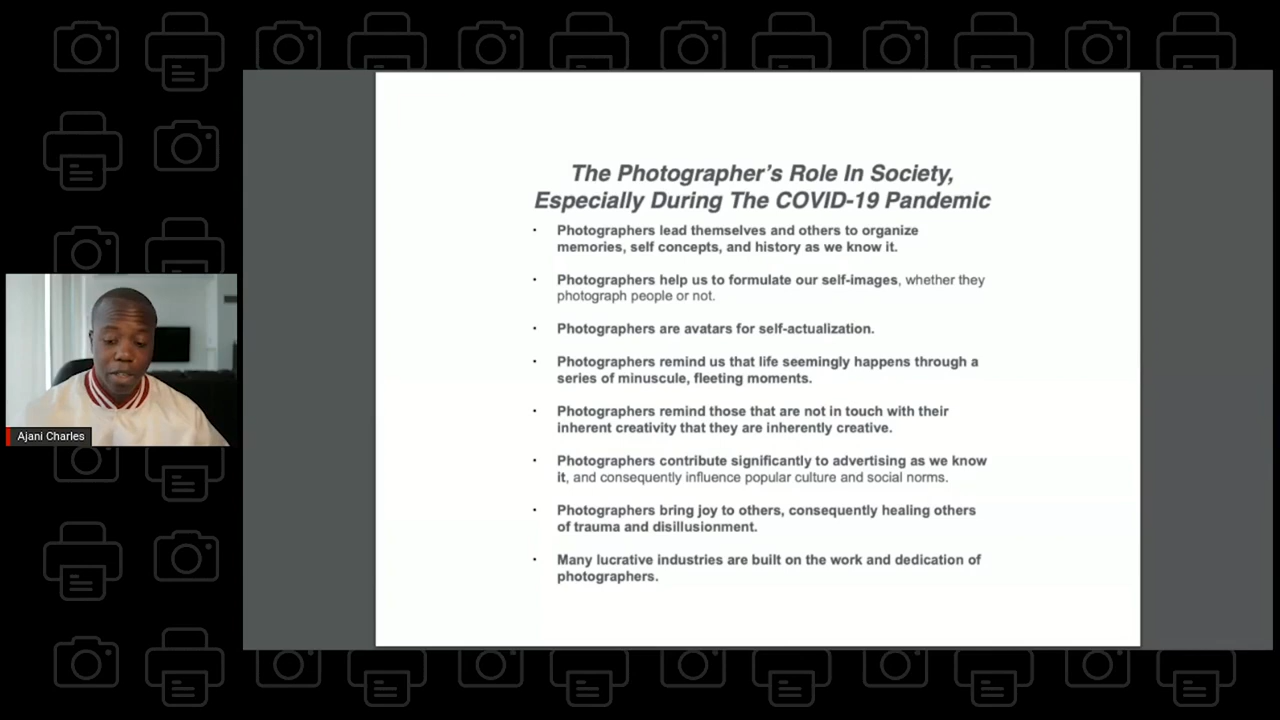 The Photographer's Role In Society,
Especially During The COVID-19 Pandemic
· Photographers lead themselves and others to organize
memories, self concepts, and history as we know it.
· Photographers help us to formulate our self-images, whether they
photograph people or not.
· Photographers are avatars for self-actualization.
· Photographers remind us that life seemingly happens through a
series of minuscule, fleeting moments.
· Photographers remind those that are not in touch with their
inherent creativity that they are inherently creative.
· Photographers contribute significantly to advertising as we know
it, and consequently influence popular culture and social norms.
· Photographers bring joy to others, consequently healing others
of trauma and disillusionment.
· Many lucrative industries are built on the work and dedication of
photographers.
Ajani Charles